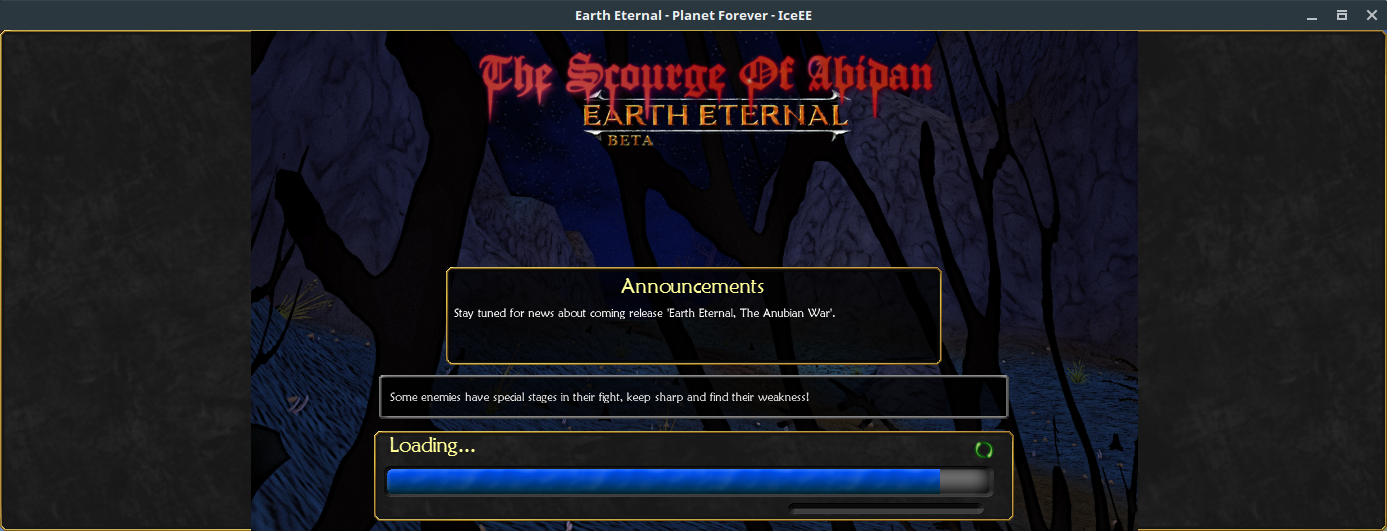 Earth Eternal - Planet Forever - IceEE
The Scourge Of Abidan
EARTH ETERNAL
BETA
Announcements
Stay tuned for news about coming release 'Earth Eternal, The Anubian War'.
Some enemies have special stages in their fight, keep sharp and find their weakness!
Loading...